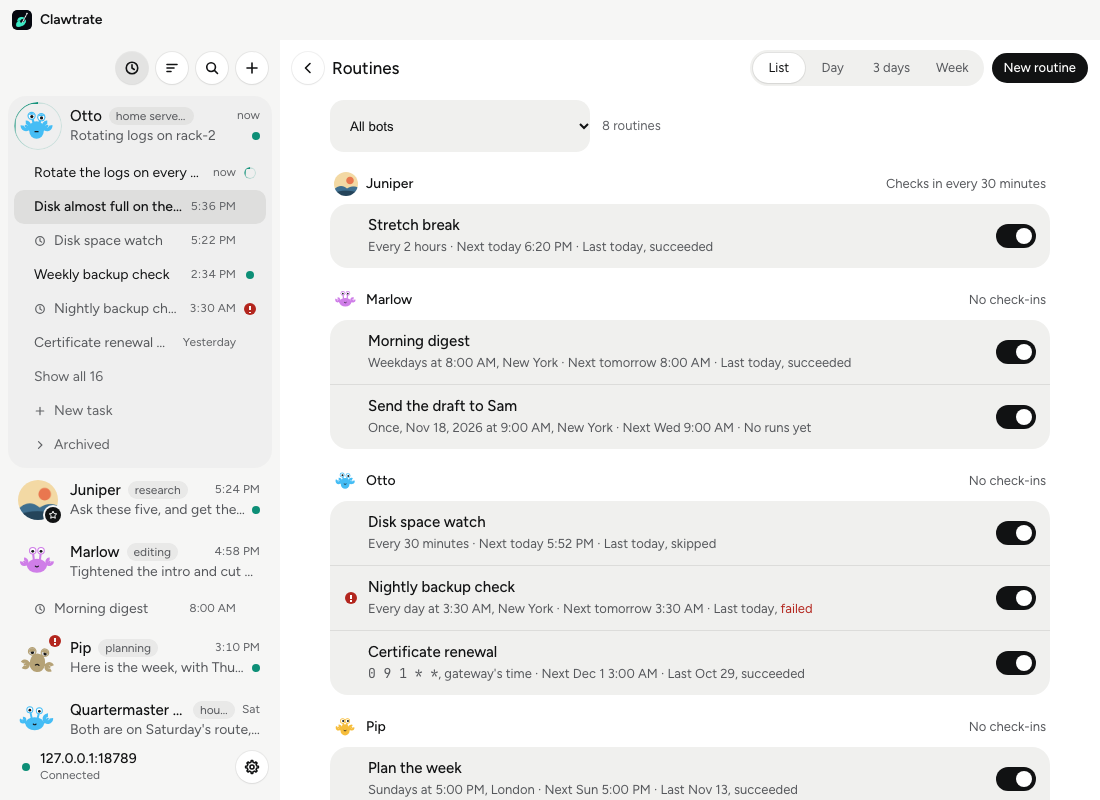 Clawtrate
Otto
home serve...
now
Rotating logs on rack-2
Rotate the logs on every ...
now
Disk almost full on the...
5:36 PM
Disk space watch
5:22 PM
Weekly backup check
2:34 PM
Nightly backup ch...
3:30 AM
Certificate renewal ...
Yesterday
Show all 16
New task
Archived
Juniper
research
5:24 PM
Ask these five, and get the...
Marlow
editing
4:58 PM
Tightened the intro and cut ...
Morning digest
8:00 AM
Pip
planning
3:10 PM
Here is the week, with Thu...
Quartermaster ...
hou...
Sat
Both are on Saturday's route,...
127.0.0.1:18789
Connected
Routines
List
Day
3 days
Week
New routine
All bots
8 routines
Juniper
Checks in every 30 minutes
Stretch break
Every 2 hours · Next today 6:20 PM · Last today, succeeded
Marlow
No check-ins
Morning digest
Weekdays at 8:00 AM, New York · Next tomorrow 8:00 AM · Last today, succeeded
Send the draft to Sam
Once, Nov 18, 2026 at 9:00 AM, New York · Next Wed 9:00 AM · No runs yet
Otto
No check-ins
Disk space watch
Every 30 minutes · Next today 5:52 PM · Last today, skipped
Nightly backup check
Every day at 3:30 AM, New York · Next tomorrow 3:30 AM · Last today, failed
Certificate renewal
0 9 1 * *, gateway's time · Next Dec 1 3:00 AM · Last Oct 29, succeeded
Pip
No check-ins
Plan the week
Sundays at 5:00 PM, London · Next Sun 5:00 PM · Last Nov 13, succeeded